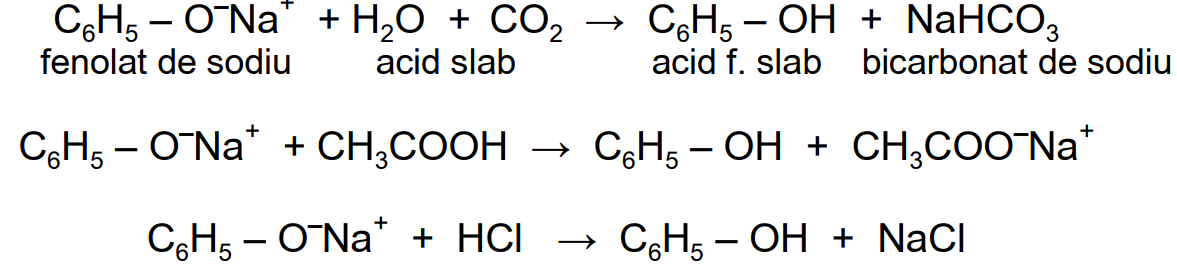 C₆H₅ – O⁻Na⁺ + H₂O + CO₂ → C₆H₅ – OH + NaHCO₃
fenolat de sodiu acid slab acid f. slab bicarbonat de sodiu
C₆H₅ – O⁻Na⁺ + CH₃COOH → C₆H₅ – OH + CH₃COO⁻Na⁺
C₆H₅ – O⁻Na⁺ + HCl → C₆H₅ – OH + NaCl